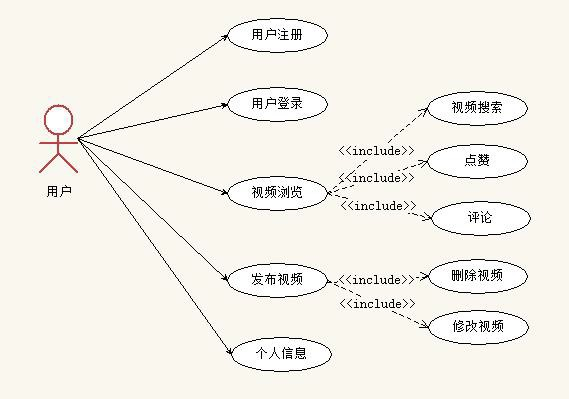 用户注册
用户登录
视频搜索
<<include>>
点赞
<<include>>
用户
视频浏览
<<include>>
评论
发布视频
<<include>>
删除视频
<<include>>
修改视频
个人信息